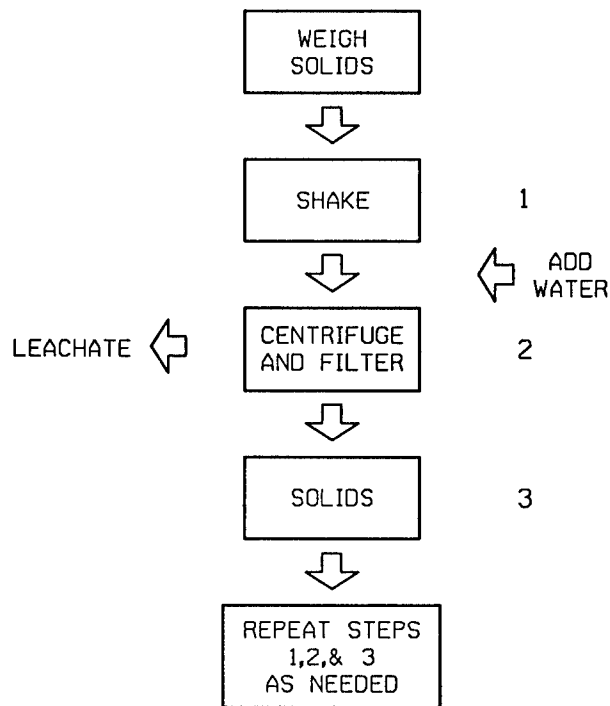 WEIGH
SOLIDS
SHAKE
1
ADD
WATER
LEACHATE
CENTRIFUGE
AND FILTER
2
SOLIDS
3
REPEAT STEPS
1,2,& 3
AS NEEDED